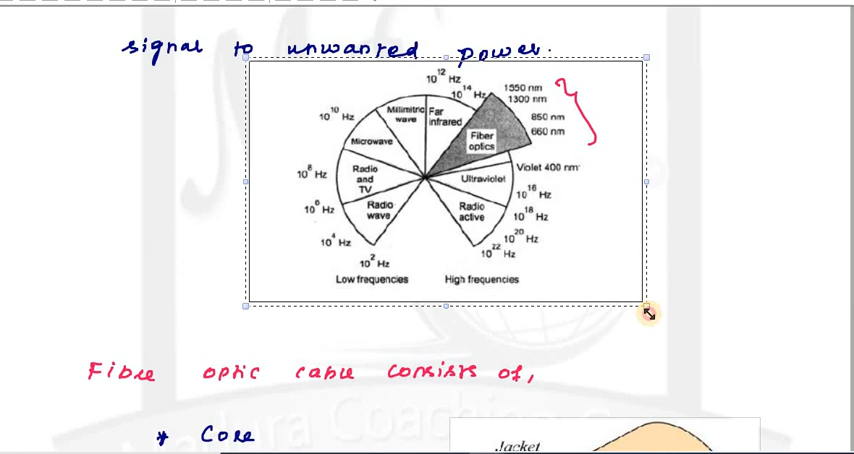 signal to unwanted power.
10^12 Hz
10^14 Hz
1550 nm
1300 nm
850 nm
660 nm
10^10 Hz
Millimitric wave
Far infrared
Fiber optics
Microwave
Violet 400 nm
10^8 Hz
Radio and TV
Ultraviolet
10^16 Hz
10^6 Hz
Radio wave
Radio active
10^18 Hz
10^4 Hz
10^20 Hz
10^2 Hz
10^22 Hz
Low frequencies
High frequencies
Fibre optic cable consists of,
* Core
Jacket